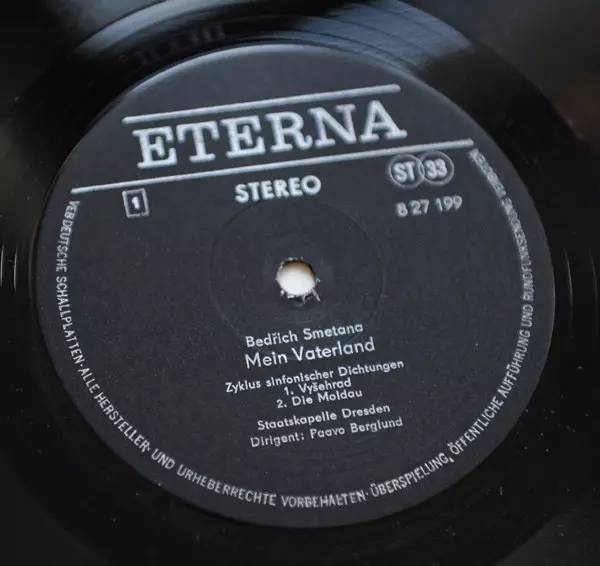 ETERNA
1
STEREO
ST 33
8 27 199
Bedřich Smetana
Mein Vaterland
Zyklus sinfonischer Dichtungen
1. Vyšehrad
2. Die Moldau
Staatskapelle Dresden
Dirigent: Paavo Berglund
VEB DEUTSCHE SCHALLPLATTEN · ALLE HERSTELLER- UND URHEBERRECHTE VORBEHALTEN · ÜBERSPIELUNG, ÖFFENTLICHE AUFFÜHRUNG UND RUNDFUNKSENDUNG VERBOTEN